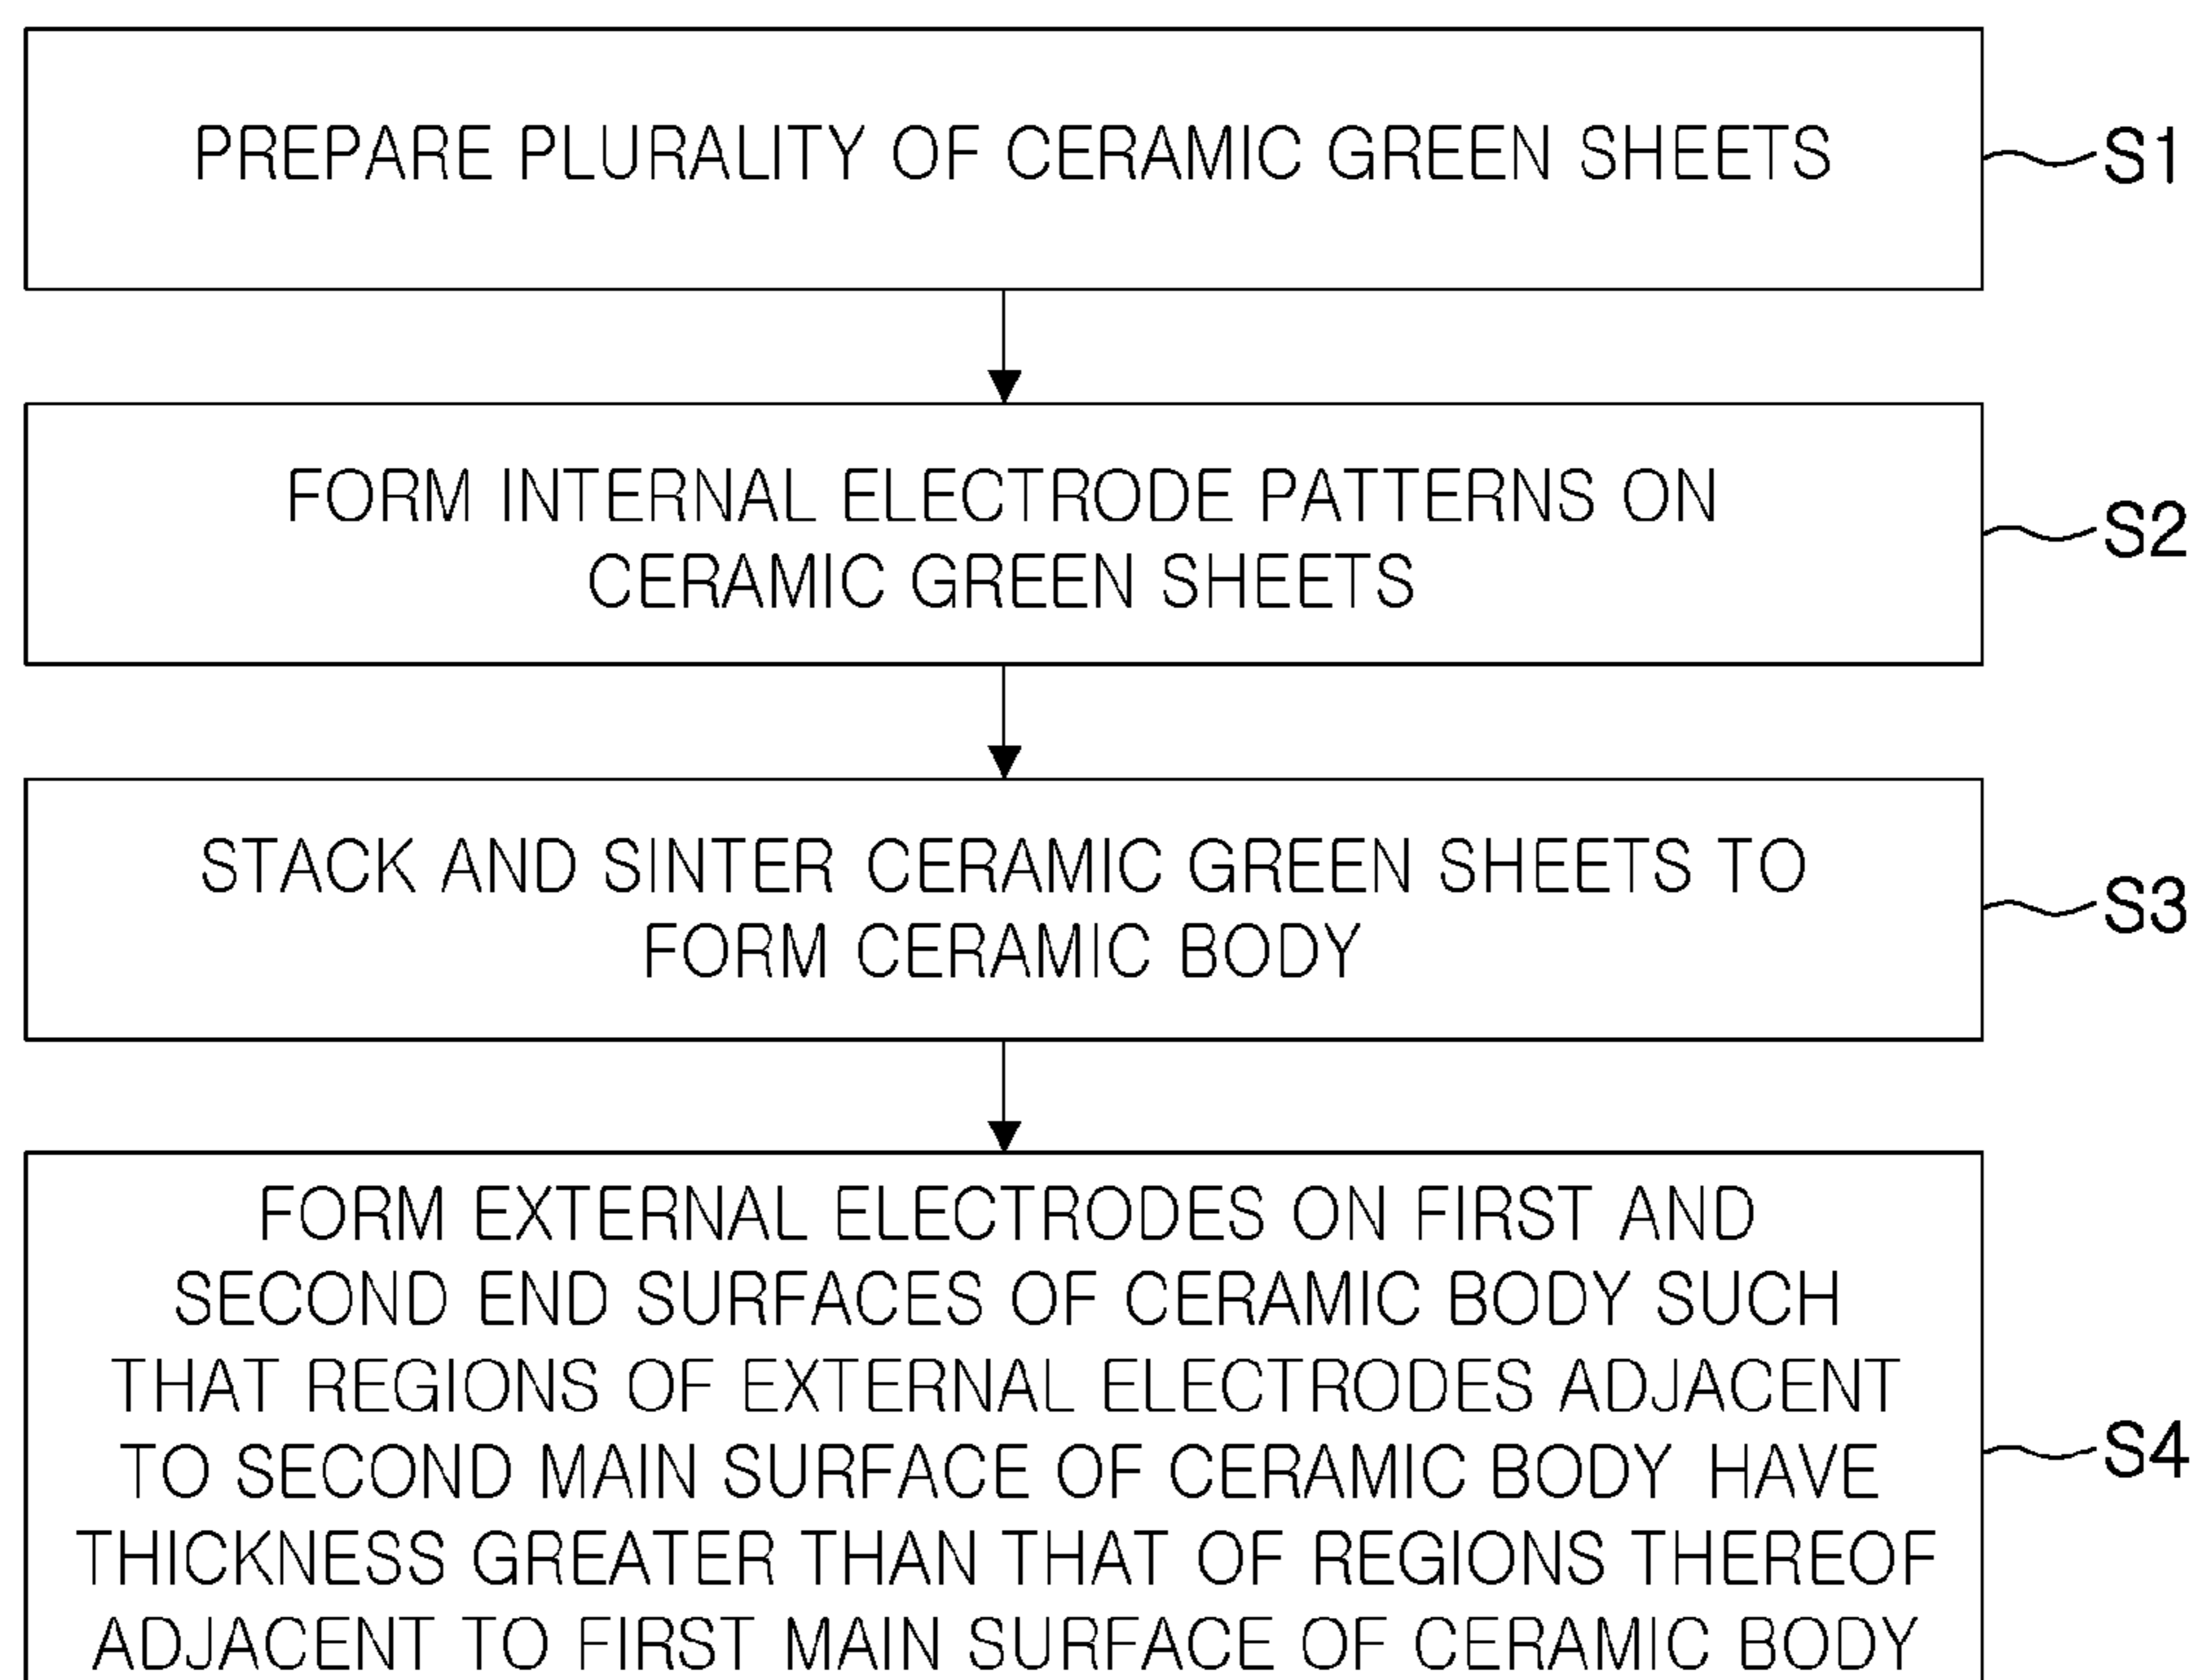 PREPARE PLURALITY OF CERAMIC GREEN SHEETS
S1
FORM INTERNAL ELECTRODE PATTERNS ON
CERAMIC GREEN SHEETS
S2
STACK AND SINTER CERAMIC GREEN SHEETS TO
FORM CERAMIC BODY
S3
FORM EXTERNAL ELECTRODES ON FIRST AND
SECOND END SURFACES OF CERAMIC BODY SUCH
THAT REGIONS OF EXTERNAL ELECTRODES ADJACENT
TO SECOND MAIN SURFACE OF CERAMIC BODY HAVE
THICKNESS GREATER THAN THAT OF REGIONS THEREOF
ADJACENT TO FIRST MAIN SURFACE OF CERAMIC BODY
S4